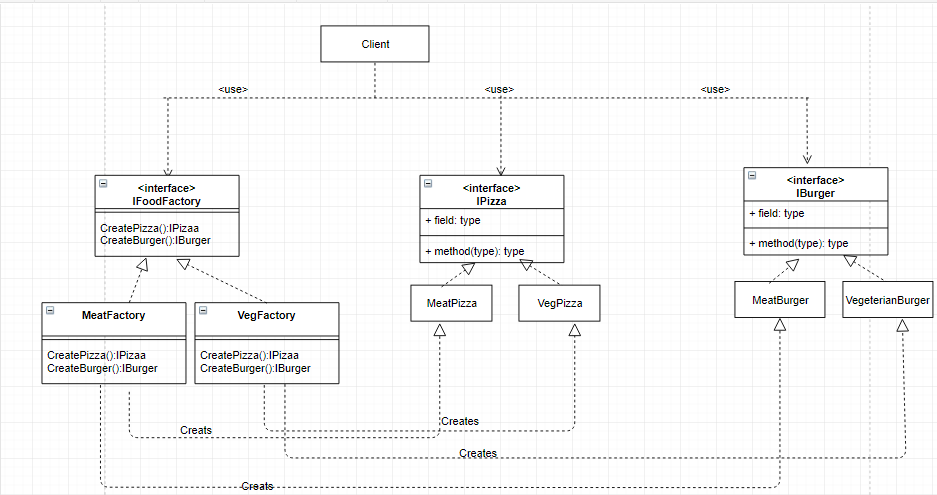 Client
<use>
<use>
<use>
<interface>
IFoodFactory
CreatePizza():IPizaa
CreateBurger():IBurger
<interface>
IPizza
+ field: type
+ method(type): type
<interface>
IBurger
+ field: type
+ method(type): type
MeatFactory
CreatePizza():IPizaa
CreateBurger():IBurger
VegFactory
CreatePizza():IPizaa
CreateBurger():IBurger
MeatPizza
VegPizza
MeatBurger
VegeterianBurger
Creats
Creates
Creates
Creats